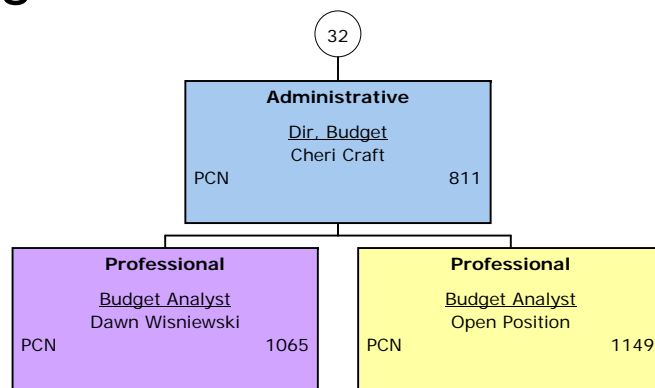 32
Administrative
Dir, Budget
Cheri Craft
PCN 811
Professional
Budget Analyst
Dawn Wisniewski
PCN 1065
Professional
Budget Analyst
Open Position
PCN 1149